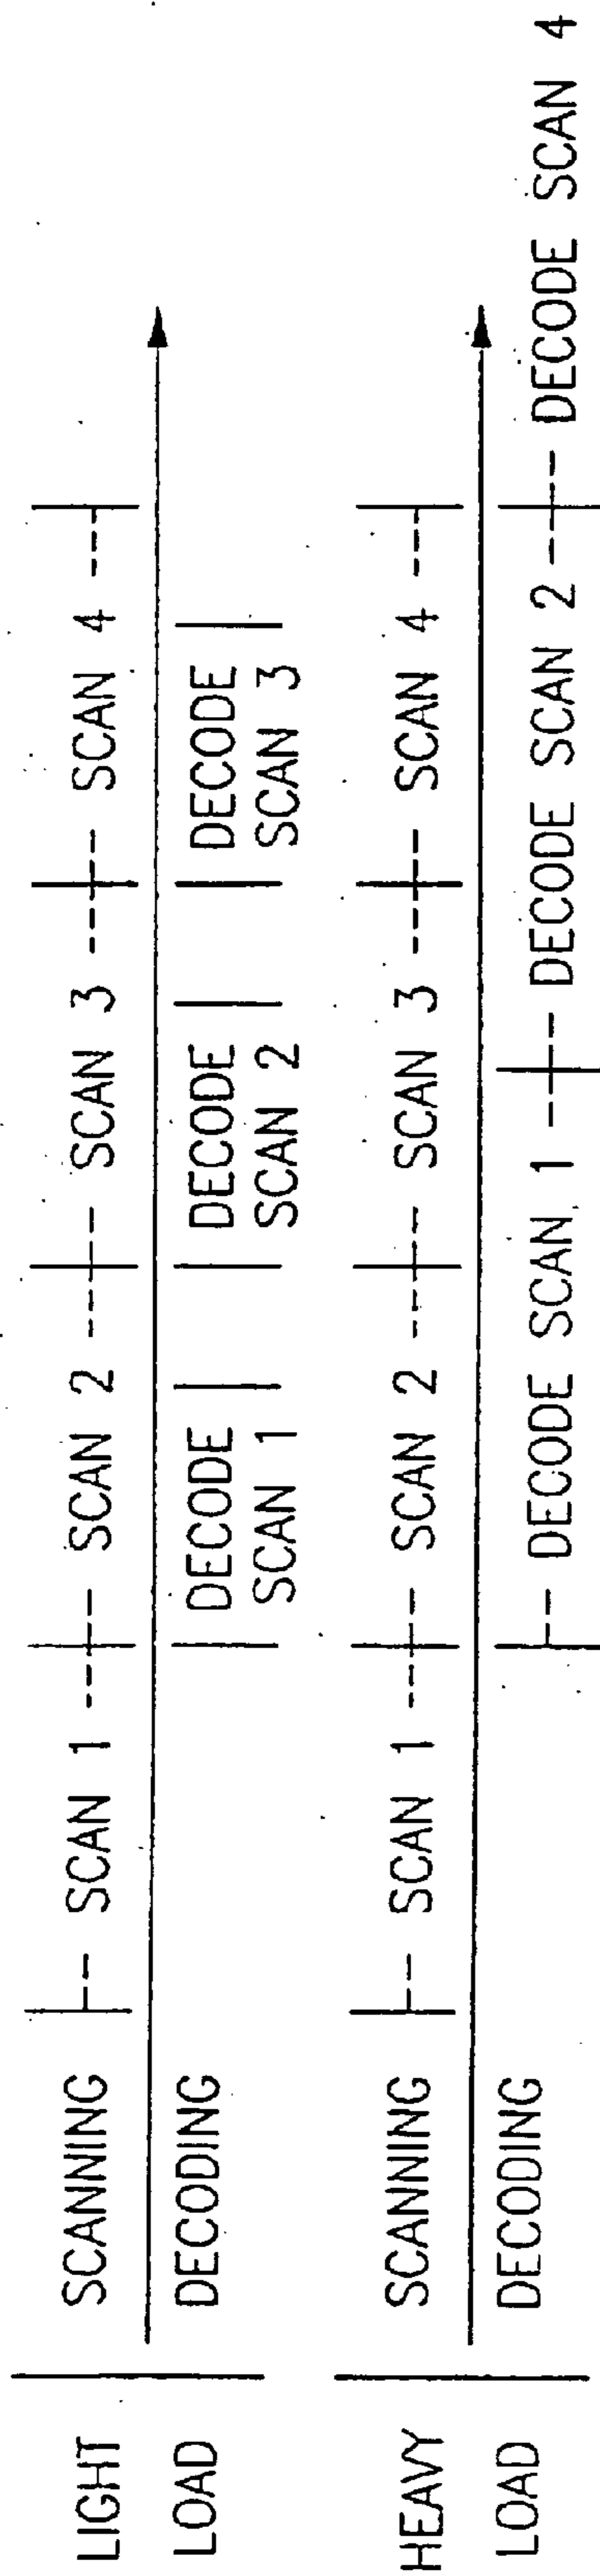 LIGHT
LOAD
SCANNING
SCAN 1 SCAN 2 SCAN 3 SCAN 4
DECODING
DECODE
SCAN 1
DECODE
SCAN 2
DECODE
SCAN 3
HEAVY
LOAD
SCANNING
SCAN 1 SCAN 2 SCAN 3 SCAN 4
DECODING
DECODE SCAN 1 DECODE SCAN 2 DECODE SCAN 4